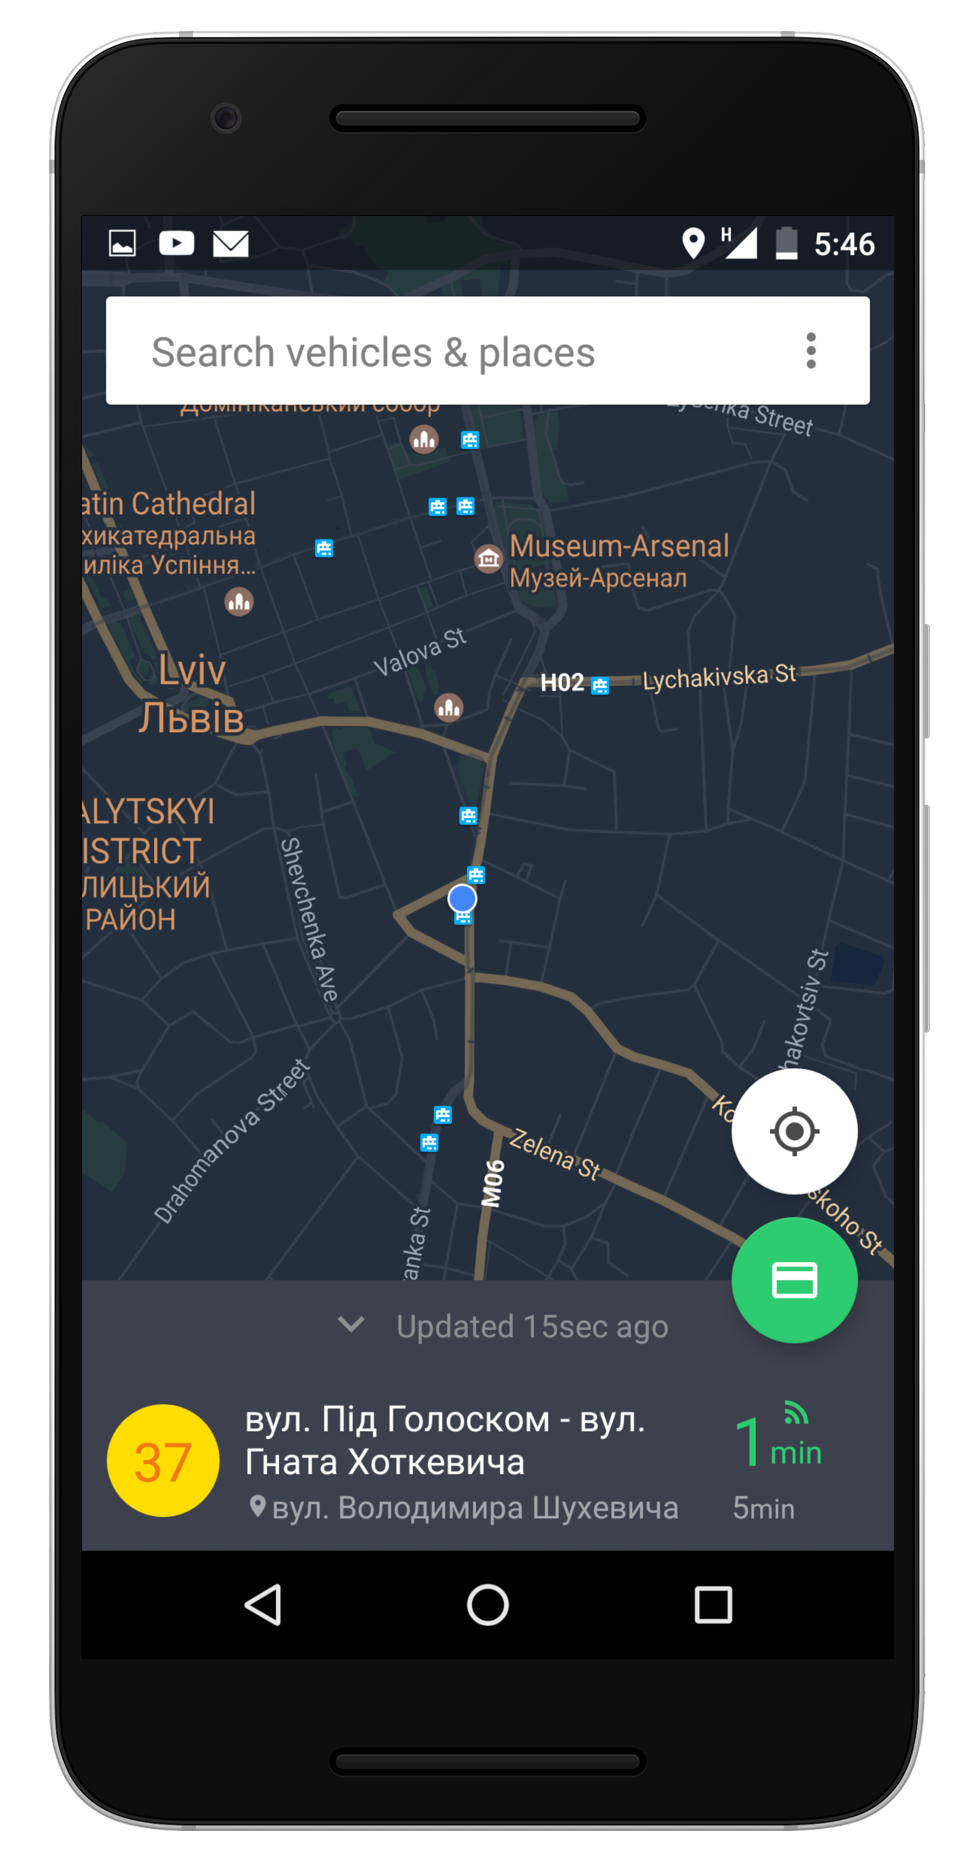 H
5:46
Search vehicles & places
Домініканський собор
Street
atin Cathedral
хикатедральна
иліка Успіння...
Museum-Arsenal
Музей-Арсенал
Valova St
Lviv
Львів
H02
Lychakivska St
ALYTSKYI
ISTRICT
ЛИЦЬКИЙ
РАЙОН
Shevchenka Ave
hakovtsiv St
Drahomanova Street
Ko
skoho St
Zelena St
M06
anka St
Updated 15sec ago
37
вул. Під Голоском - вул.
Гната Хоткевича
1 min
вул. Володимира Шухевича
5min